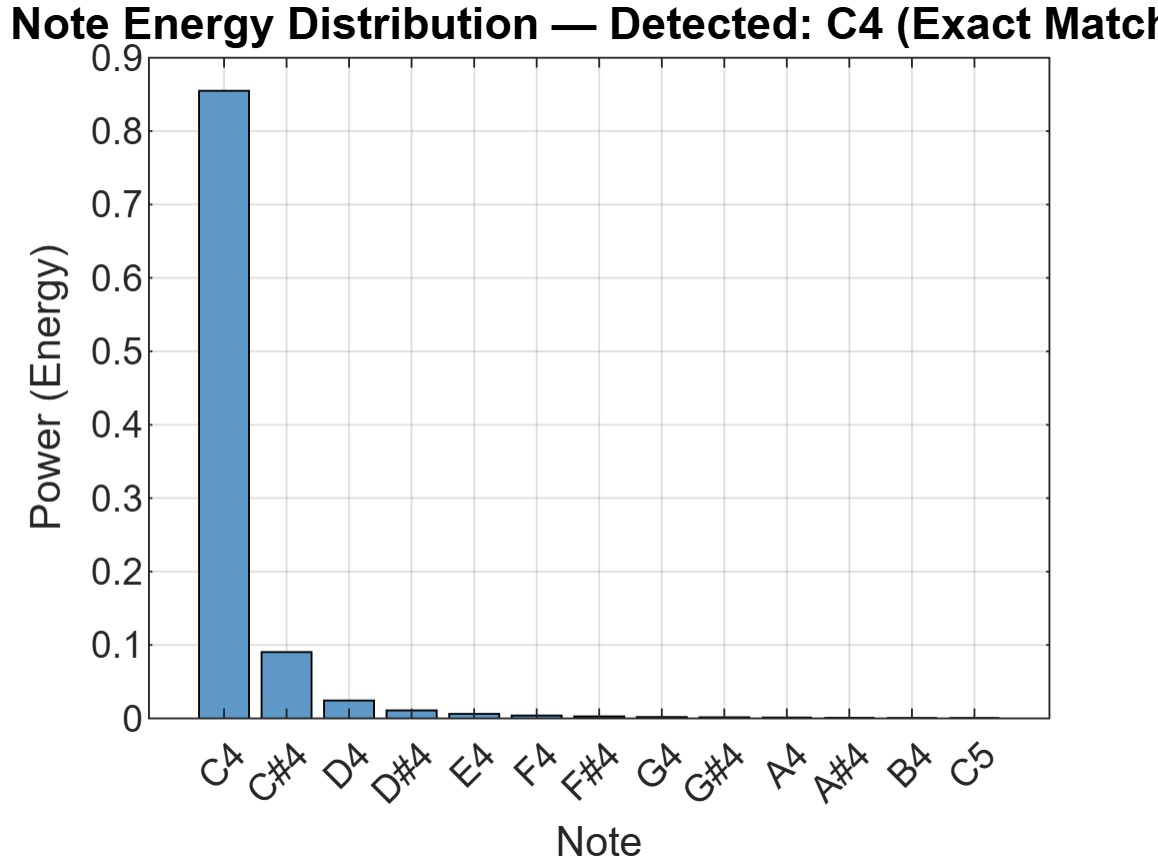 Note Energy Distribution — Detected: C4 (Exact Match
0.9
0.8
0.7
0.6
0.5
0.4
0.3
0.2
0.1
0
Power (Energy)
C4 C#4 D4 D#4 E4 F4 F#4 G4 G#4 A4 A#4 B4 C5
Note